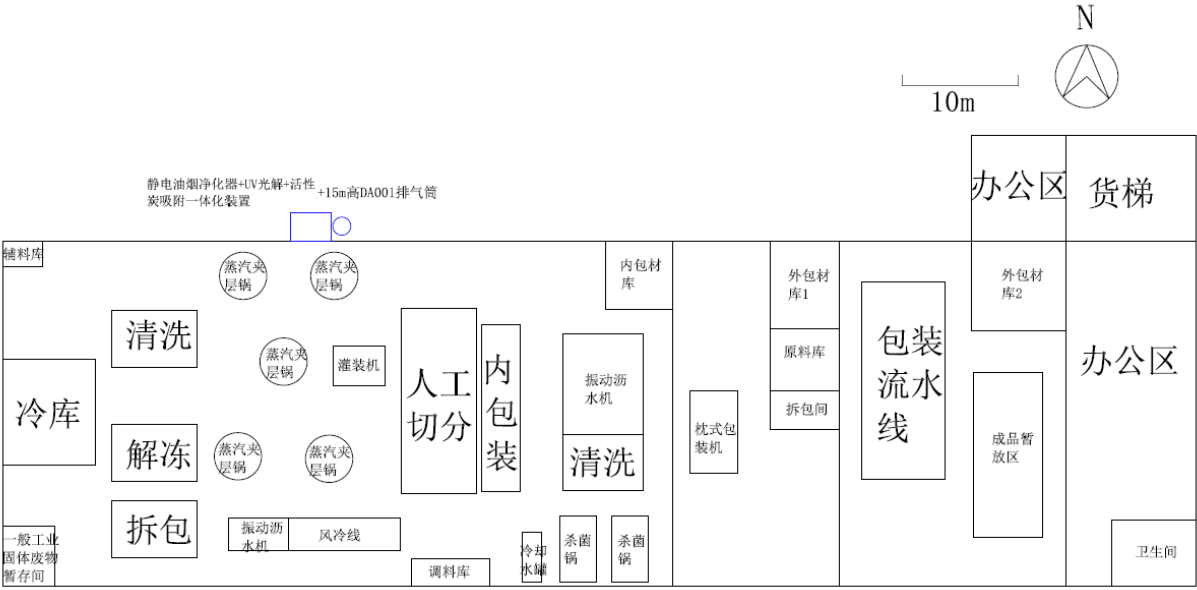 N
10m
静电油烟净化器+UV光解+活性
炭吸附一体化装置
+15m高DA001排气筒
办公区
货梯
辅料库
蒸汽夹
层锅
蒸汽夹
层锅
内包材
库
外包材
库1
外包材
库2
清洗
蒸汽夹
层锅
灌装机
人工
切分
内
包
装
振动沥
水机
原料库
包装
流水
线
办公区
冷库
拆包间
解冻
蒸汽夹
层锅
蒸汽夹
层锅
清洗
枕式包
装机
成品暂
放区
拆包
振动沥
水机
风冷线
一般工业
固体废物
暂存间
调料库
冷却
水罐
杀菌
锅
杀菌
锅
卫生间